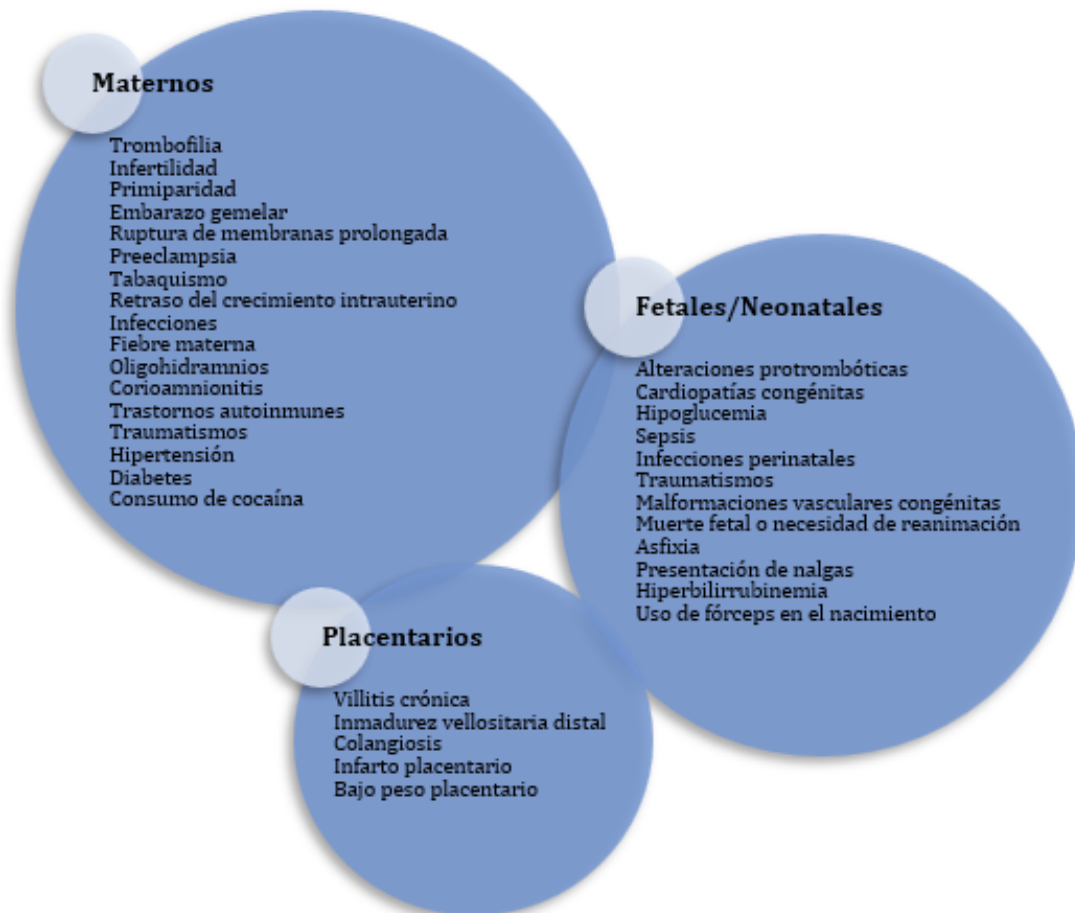 Maternos
Trombofilia
Infertilidad
Primiparidad
Embarazo gemelar
Ruptura de membranas prolongada
Preeclampsia
Tabaquismo
Retraso del crecimiento intrauterino
Infecciones
Fiebre materna
Oligohidramnios
Corioamnionitis
Trastornos autoinmunes
Traumatismos
Hipertensión
Diabetes
Consumo de cocaína
Fetales/Neonatales
Alteraciones protrombóticas
Cardiopatías congénitas
Hipoglucemia
Sepsis
Infecciones perinatales
Traumatismos
Malformaciones vasculares congénitas
Muerte fetal o necesidad de reanimación
Asfixia
Presentación de nalgas
Hiperbilirrubinemia
Uso de fórceps en el nacimiento
Placentarios
Villitis crónica
Inmadurez vellositaria distal
Colangiosis
Infarto placentario
Bajo peso placentario